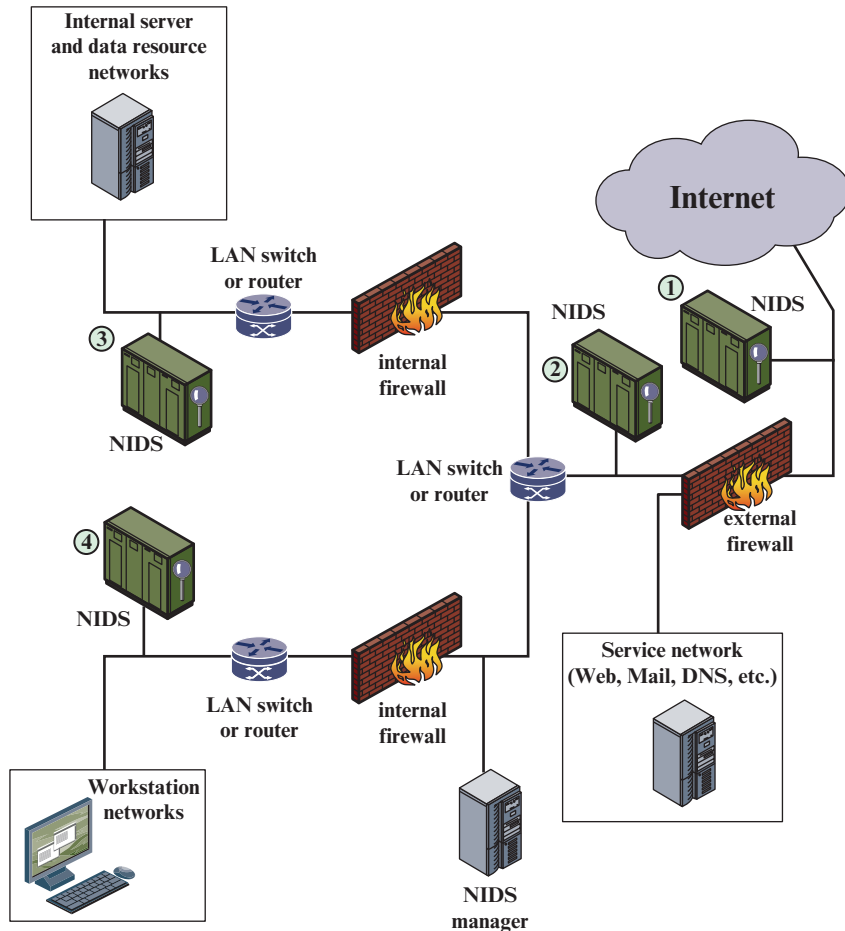 Internal server
and data resource
networks
Internet
LAN switch
or router
internal
firewall
1
NIDS
NIDS
2
3
NIDS
LAN switch
or router
external
firewall
4
NIDS
LAN switch
or router
internal
firewall
Service network
(Web, Mail, DNS, etc.)
Workstation
networks
NIDS
manager